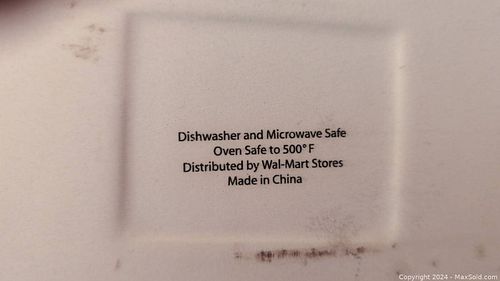 Dishwasher and Microwave Safe
Oven Safe to 500° F
Distributed by Wal-Mart Stores
Made in China
Copyright 2024 - MaxSold.com